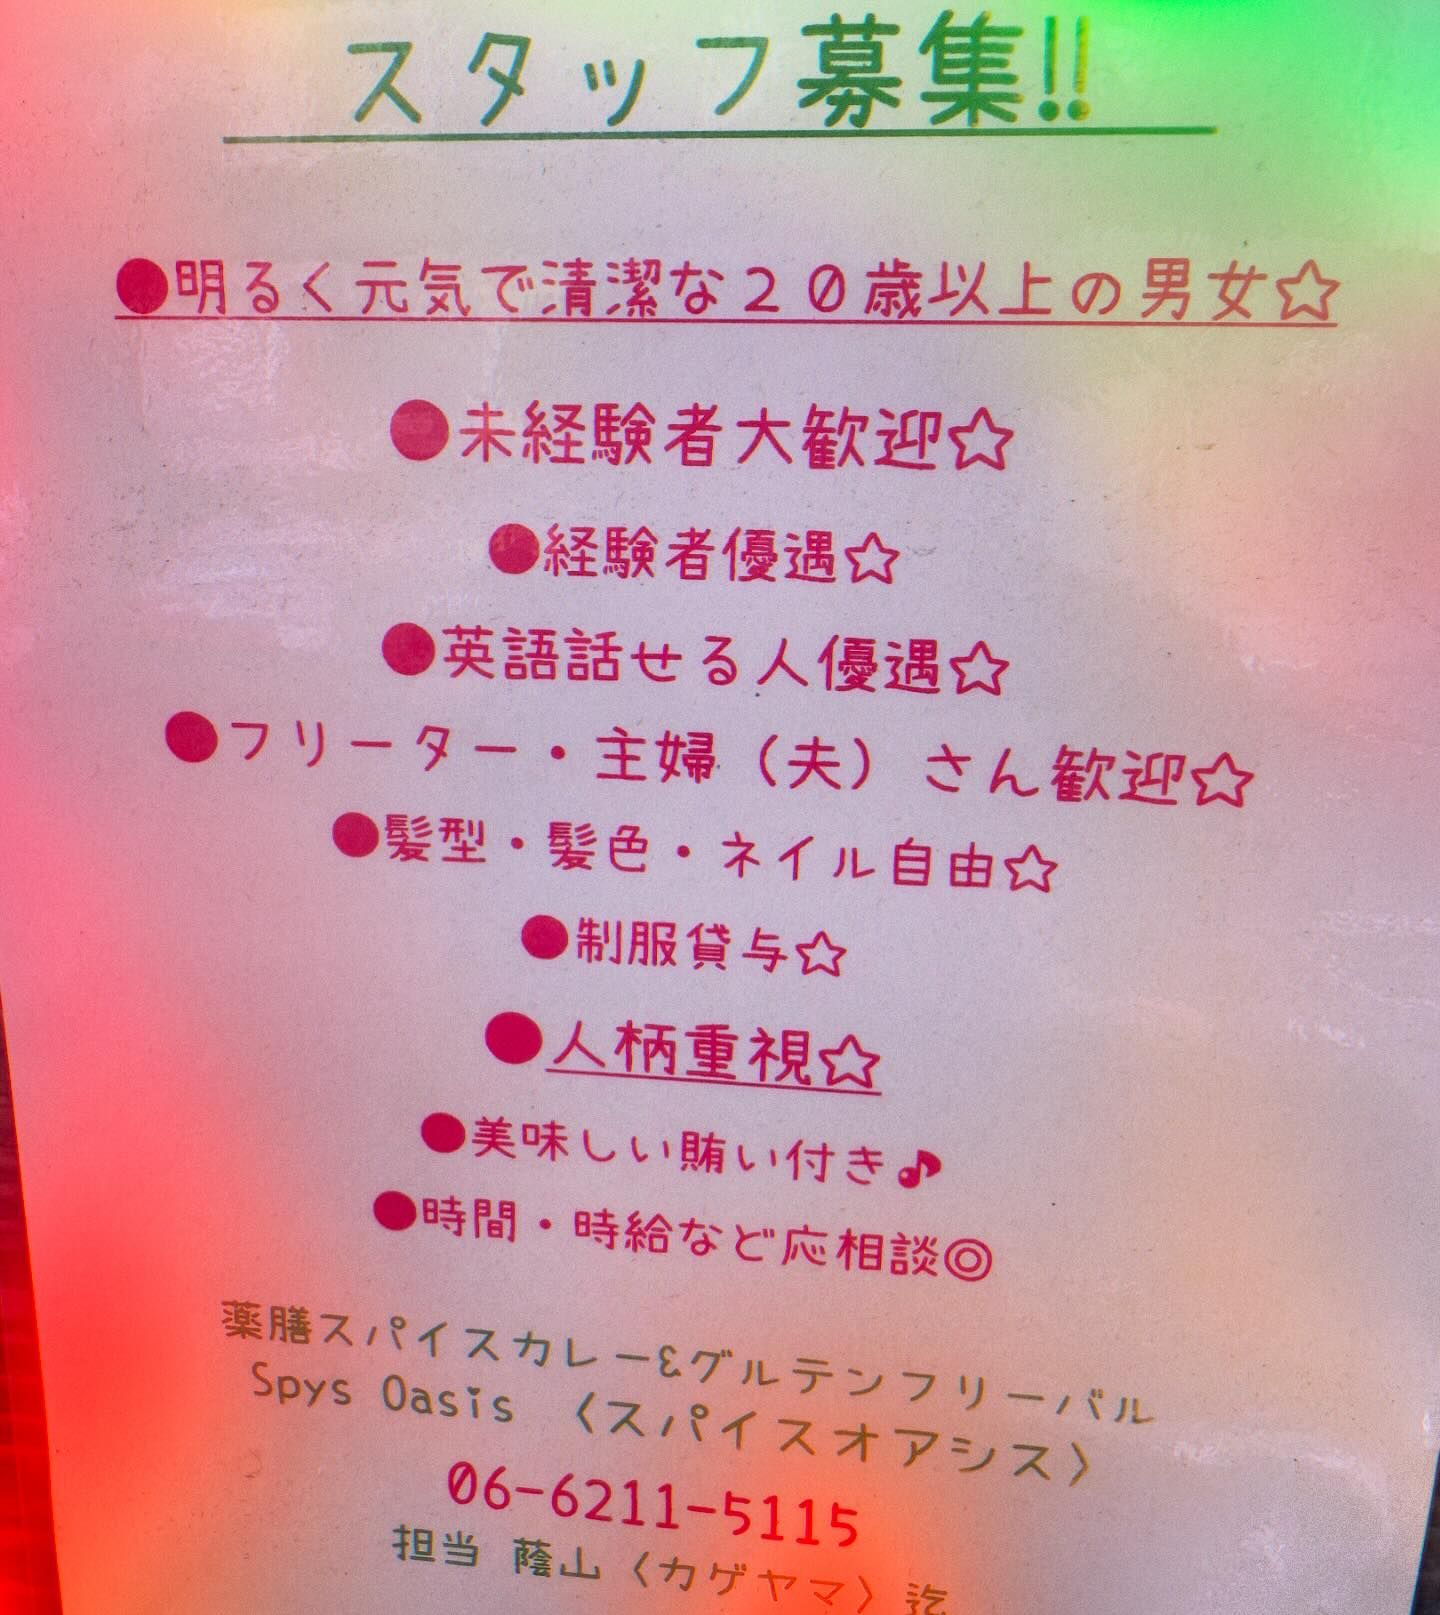 スタッフ募集!!
●明るく元気で清潔な20歳以上の男女☆
●未経験者大歓迎☆
●経験者優遇☆
●英語話せる人優遇☆
●フリーター・主婦（夫）さん歓迎☆
●髪型・髪色・ネイル自由☆
●制服貸与☆
●人柄重視☆
●美味しい賄い付き♪
●時間・時給など応相談◎
薬膳スパイスカレー&グルテンフリーバル
Spys Oasis 〈スパイスオアシス〉
06-6211-5115
担当 蔭山〈カゲヤマ〉迄